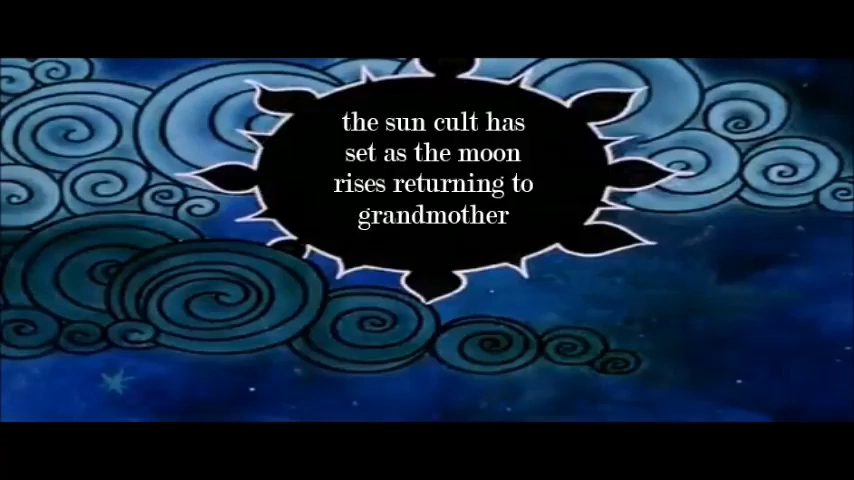 the sun cult has
set as the moon
rises returning to
grandmother